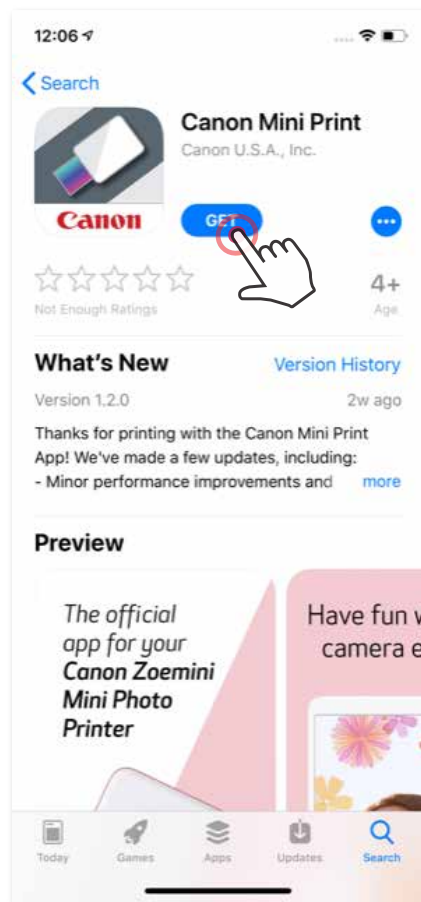 12:06
Search
Canon Mini Print
Canon U.S.A., Inc.
Canon
GET
4+
Not Enough Ratings
Age
What's New
Version History
Version 1.2.0
2w ago
Thanks for printing with the Canon Mini Print
App! We've made a few updates, including:
- Minor performance improvements and
more
Preview
The official
app for your
Canon Zoemini
Mini Photo
Printer
Have fun w
camera e
Today
Games
Apps
Updates
Search